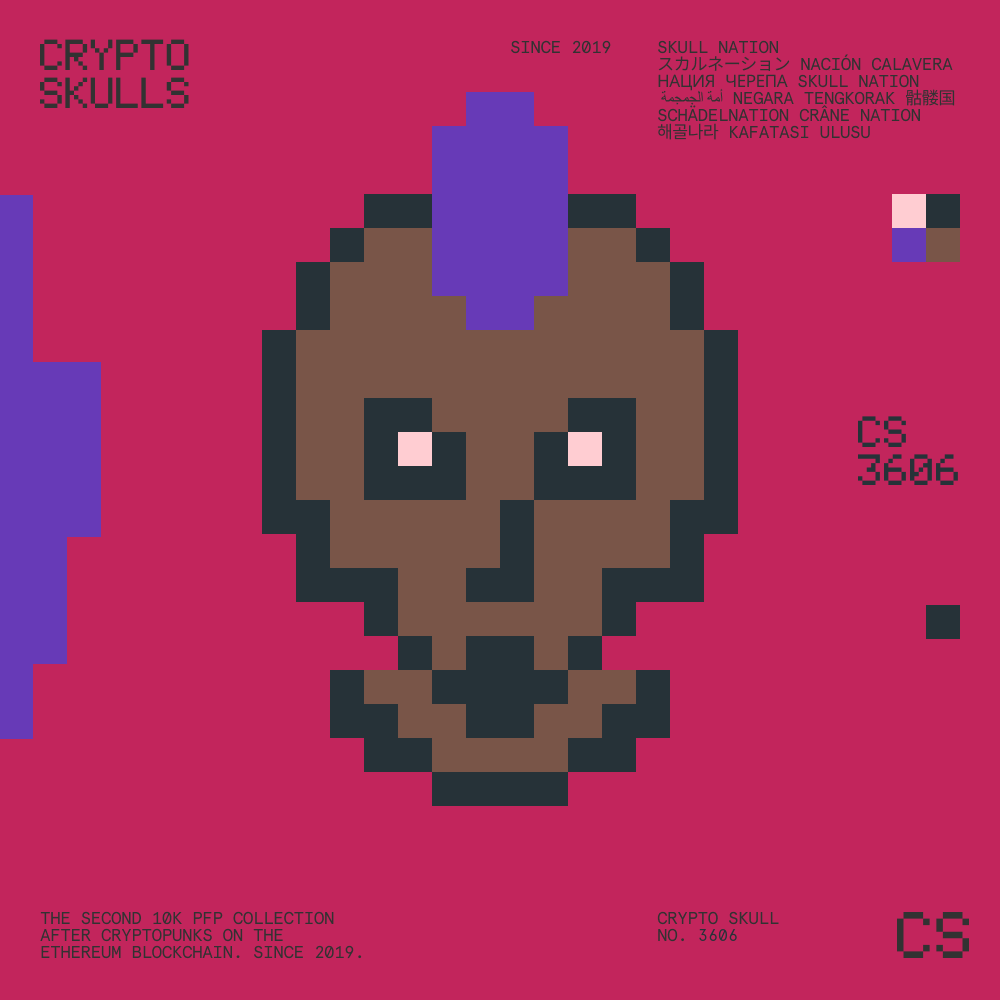 CRYPTO
SKULLS
SINCE 2019
SKULL NATION
スカルネーション NACIÓN CALAVERA
НАЦИЯ ЧЕРЕПА SKULL NATION
أمة الجمجمة NEGARA TENGKORAK 骷髅国
SCHÄDELNATION CRÂNE NATION
해골나라 KAFATASI ULUSU
CS
3606
THE SECOND 10K PFP COLLECTION
AFTER CRYPTOPUNKS ON THE
ETHEREUM BLOCKCHAIN. SINCE 2019.
CRYPTO SKULL
NO. 3606
CS